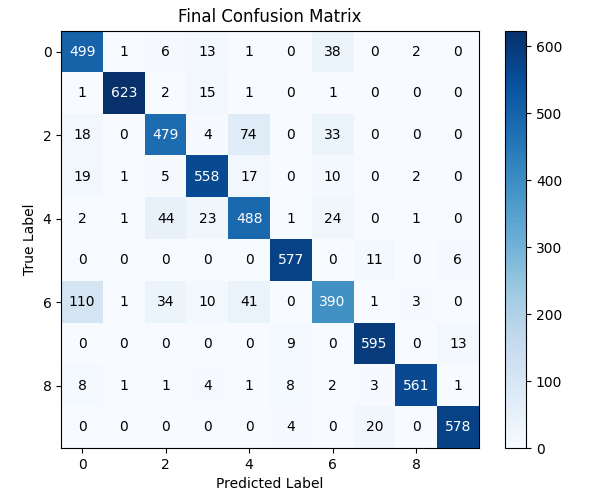 Final Confusion Matrix
0 499 1 6 13 1 0 38 0 2 0
1 623 2 15 1 0 1 0 0 0
2 18 0 479 4 74 0 33 0 0 0
19 1 5 558 17 0 10 0 2 0
4 2 1 44 23 488 1 24 0 1 0
0 0 0 0 0 577 0 11 0 6
6 110 1 34 10 41 0 390 1 3 0
0 0 0 0 0 9 0 595 0 13
8 8 1 1 4 1 8 2 3 561 1
0 0 0 0 0 4 0 20 0 578
0 2 4 6 8
Predicted Label
True Label
600
500
400
300
200
100
0